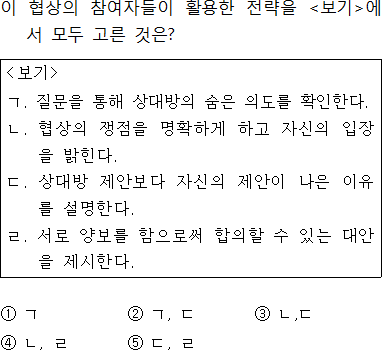 이 협상의 참여자들이 활용한 전략을 <보기>에
서 모두 고른 것은?
<보기>
ㄱ. 질문을 통해 상대방의 숨은 의도를 확인한다.
ㄴ. 협상의 쟁점을 명확하게 하고 자신의 입장
을 밝힌다.
ㄷ. 상대방 제안보다 자신의 제안이 나은 이유
를 설명한다.
ㄹ. 서로 양보를 함으로써 합의할 수 있는 대안
을 제시한다.
① ㄱ ② ㄱ, ㄷ ③ ㄴ,ㄷ
④ ㄴ, ㄹ ⑤ ㄷ, ㄹ